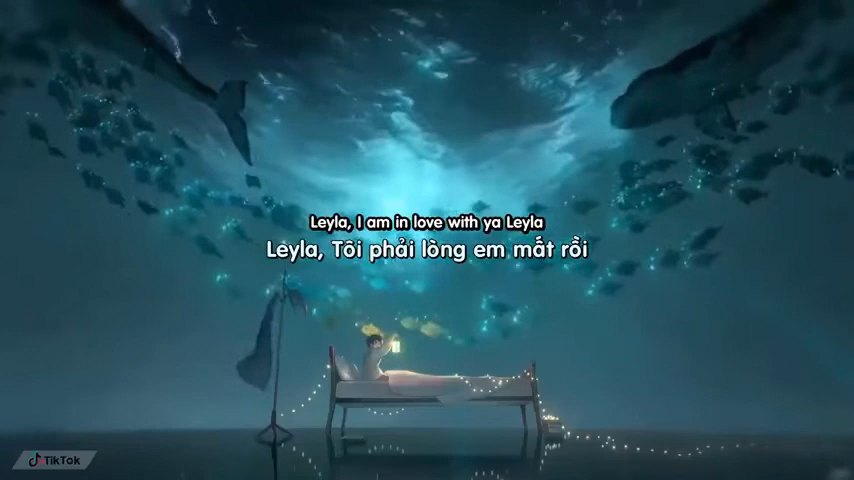 Leyla, I am in love with ya Leyla
Leyla, Tôi phải lòng em mất rồi
TikTok